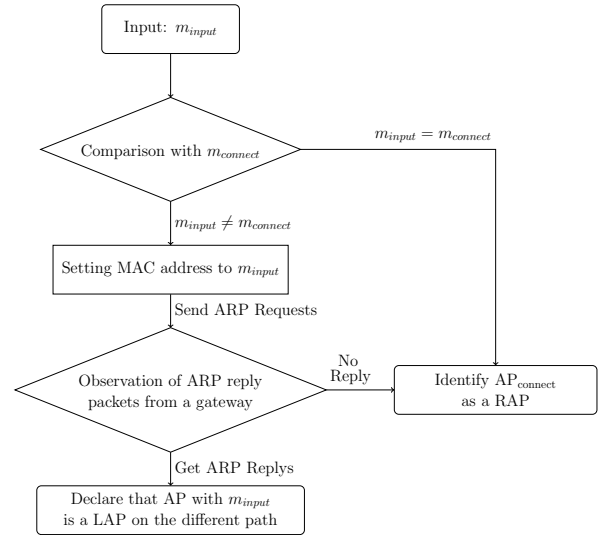 Input: m_input
m_input = m_connect
Comparison with m_connect
m_input ≠ m_connect
Setting MAC address to m_input
Send ARP Requests
Observation of ARP reply
packets from a gateway
No
Reply
Identify AP_connect
as a RAP
Get ARP Replys
Declare that AP with m_input
is a LAP on the different path